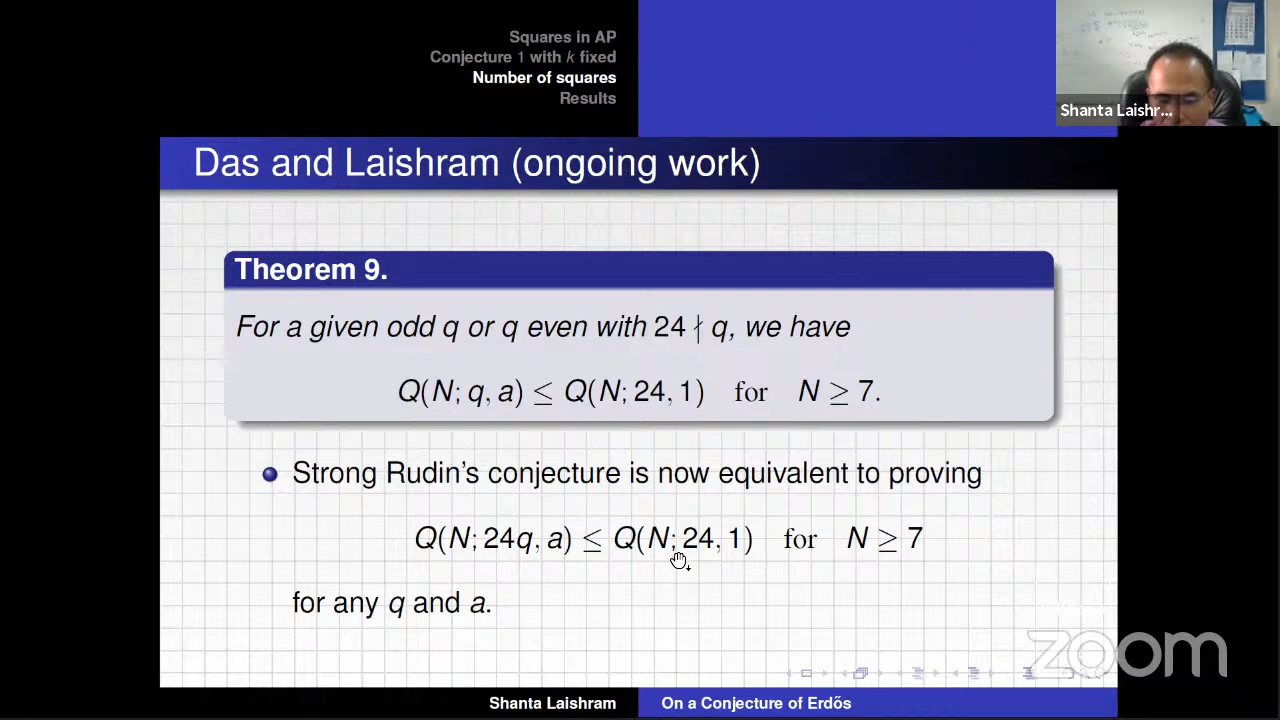 Squares in AP
Conjecture 1 with k fixed
Number of squares
Results
Shanta Laishr...
Das and Laishram (ongoing work)
Theorem 9.
For a given odd q or q even with 24 ∤ q, we have
Q(N; q, a) ≤ Q(N; 24, 1) for N ≥ 7.
Strong Rudin's conjecture is now equivalent to proving
Q(N; 24q, a) ≤ Q(N; 24, 1) for N ≥ 7
for any q and a.
zoom
Shanta Laishram
On a Conjecture of Erdős